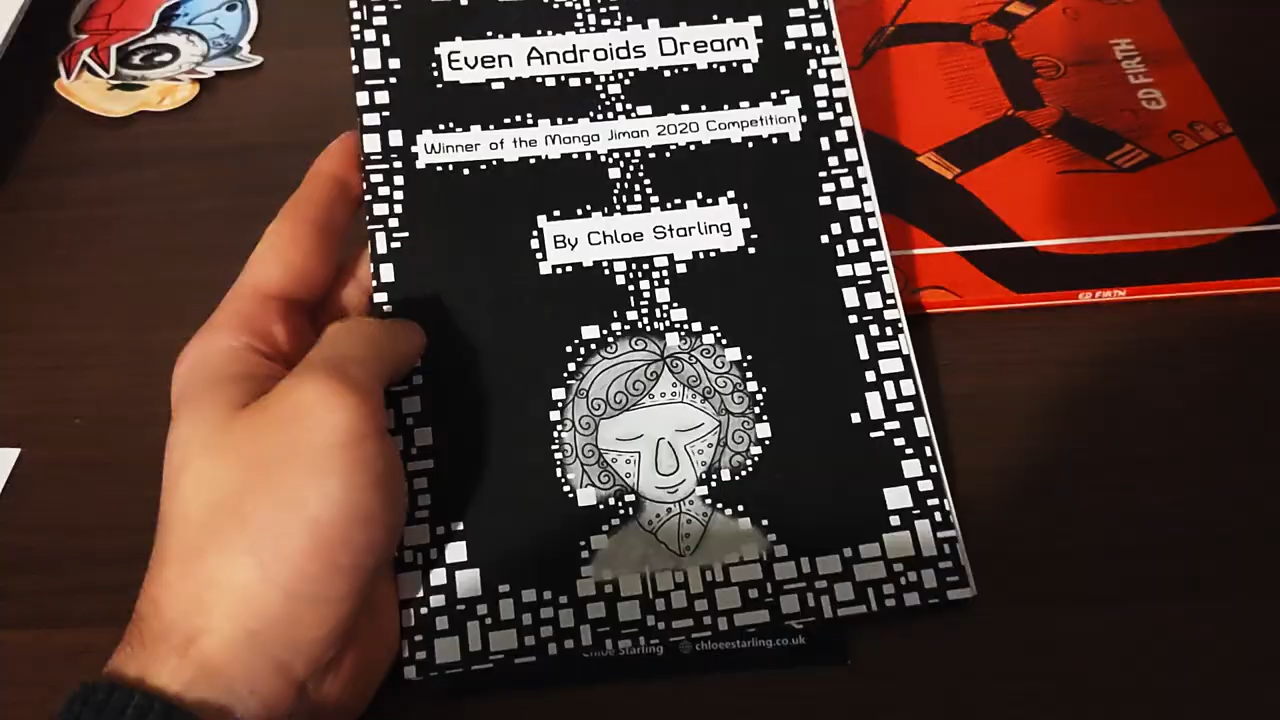 Even Androids Dream
Winner of the Manga Jiman 2020 Competition
By Chloe Starling
ED FIRTH
ED FIRTH
Chloe Starling chloeestarling.co.uk